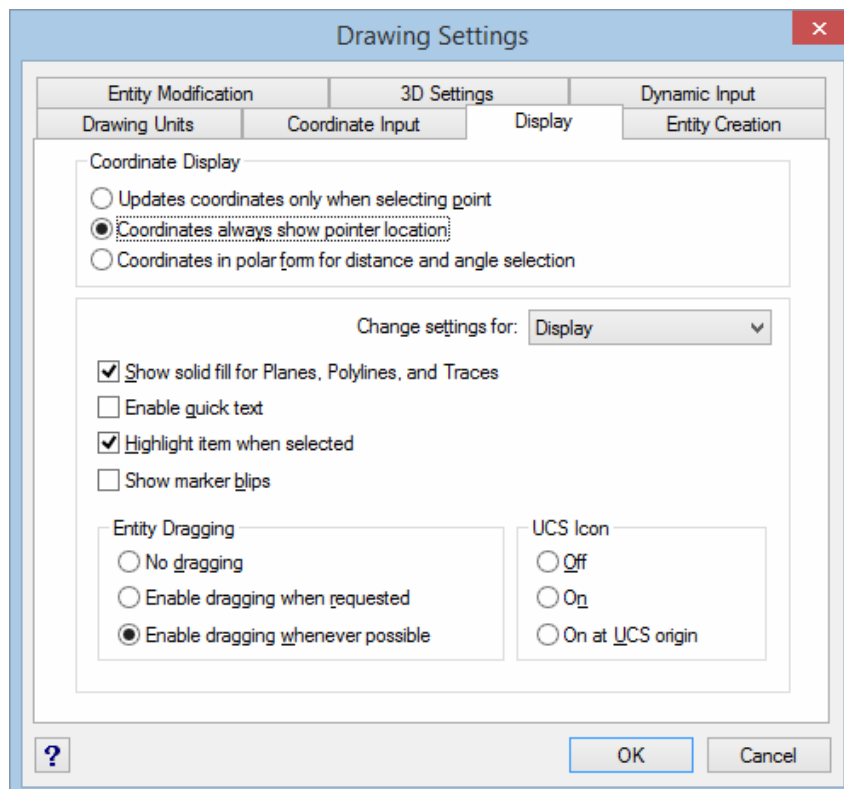 Drawing Settings
Entity Modification 3D Settings Dynamic Input
Drawing Units Coordinate Input Display Entity Creation
Coordinate Display
Updates coordinates only when selecting point
Coordinates always show pointer location
Coordinates in polar form for distance and angle selection
Change settings for: Display
Show solid fill for Planes, Polylines, and Traces
Enable quick text
Highlight item when selected
Show marker blips
Entity Dragging UCS Icon
No dragging Off
Enable dragging when requested On
Enable dragging whenever possible On at UCS origin
? OK Cancel